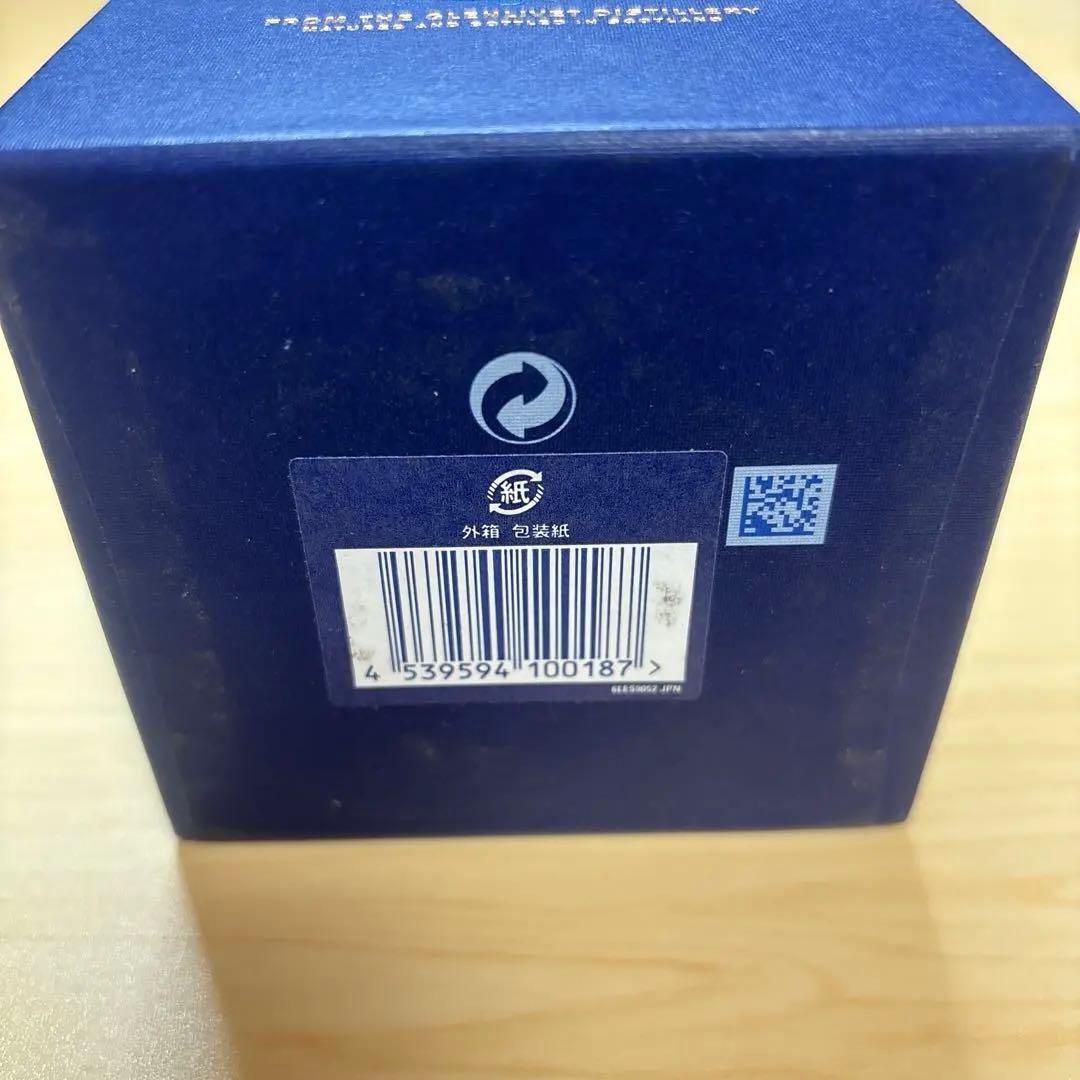 FROM THE GLENLIVET DISTILLERY
MATURED AND BOTTLED IN SCOTLAND
紙
外箱 包装紙
4 539594 100187 >
JPN